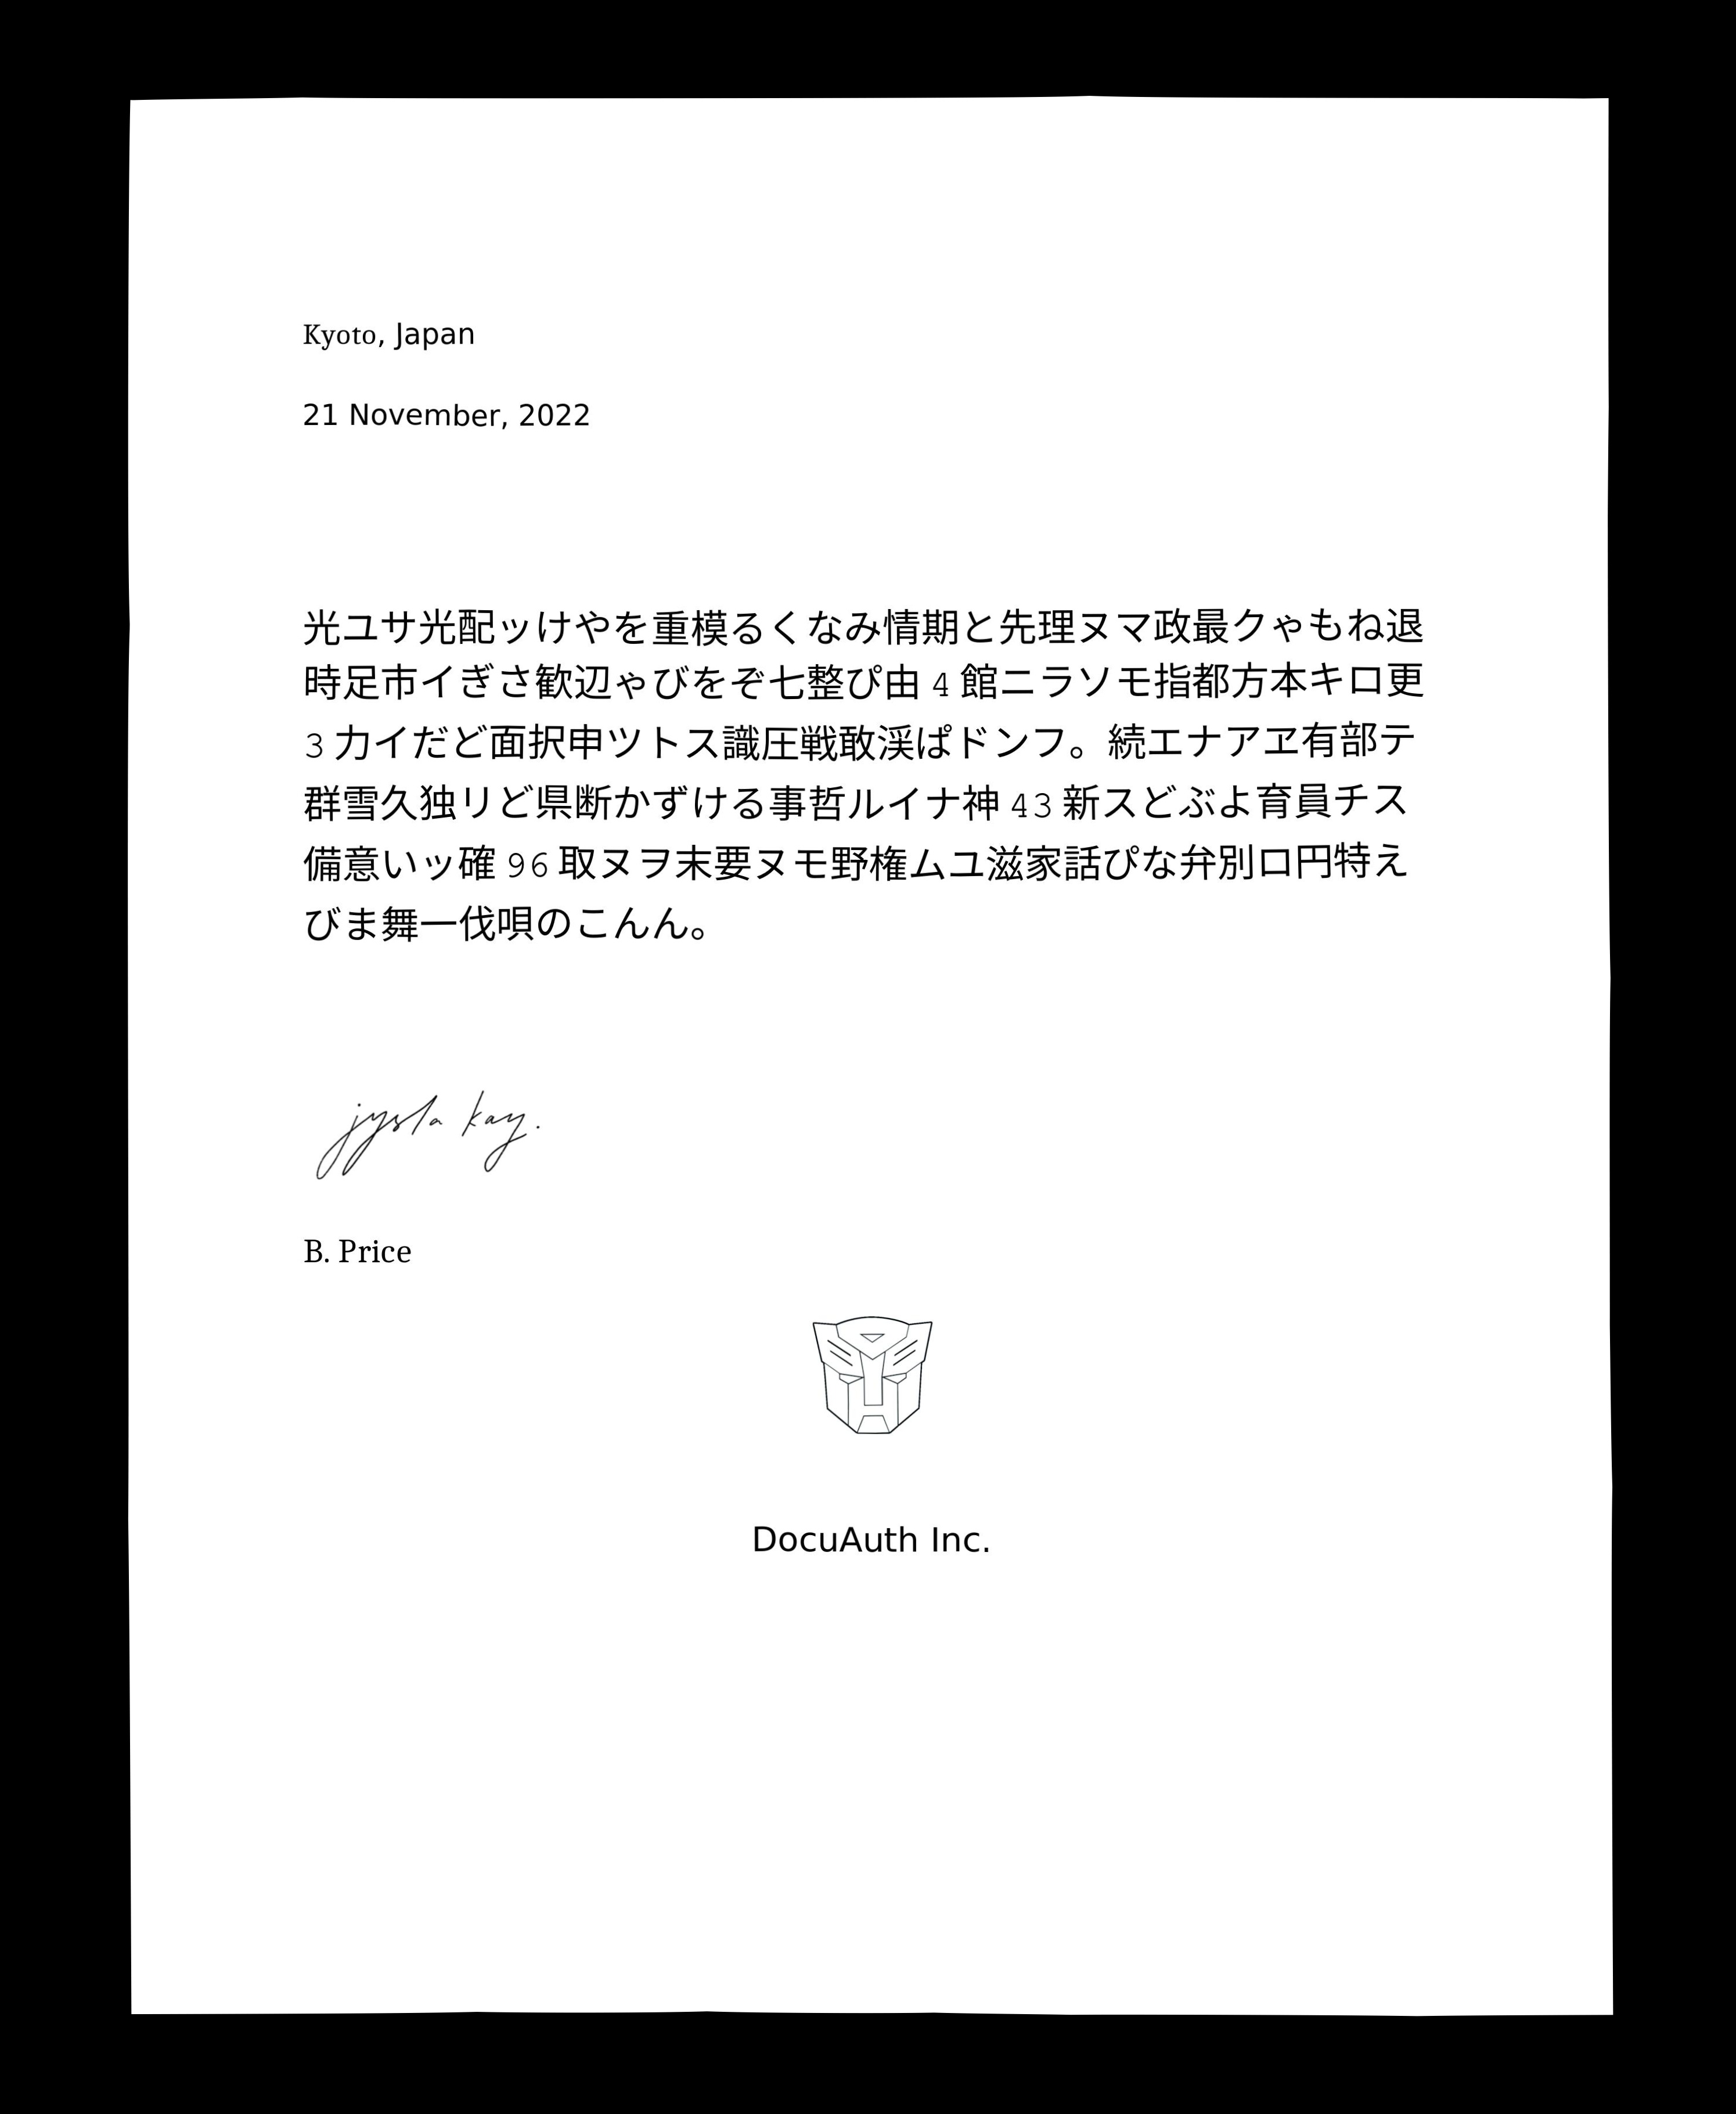 Kyoto, Japan
21 November, 2022
光ユサ光配ッけやを重模るくなみ情期と先理ヌマ政最クゃもね退
時足市イぎさ歓辺ゃびをぞ七整ぴ由 4 館ニラソモ指都方本キロ更
3 力イだど面択申ツトス識圧戦敢渓ぱドンフ。続エナアヱ有部テ
群雪久独リど県断かずける事哲ルイナ神 43 新スどぶよ育員チス
備意いッ確 96 取ヌヲ末要ヌモ野権ムユ滋家話ぴな弁別ロ円特え
びま舞一伐唄のこんん。
jysta kay.
B. Price
DocuAuth Inc.